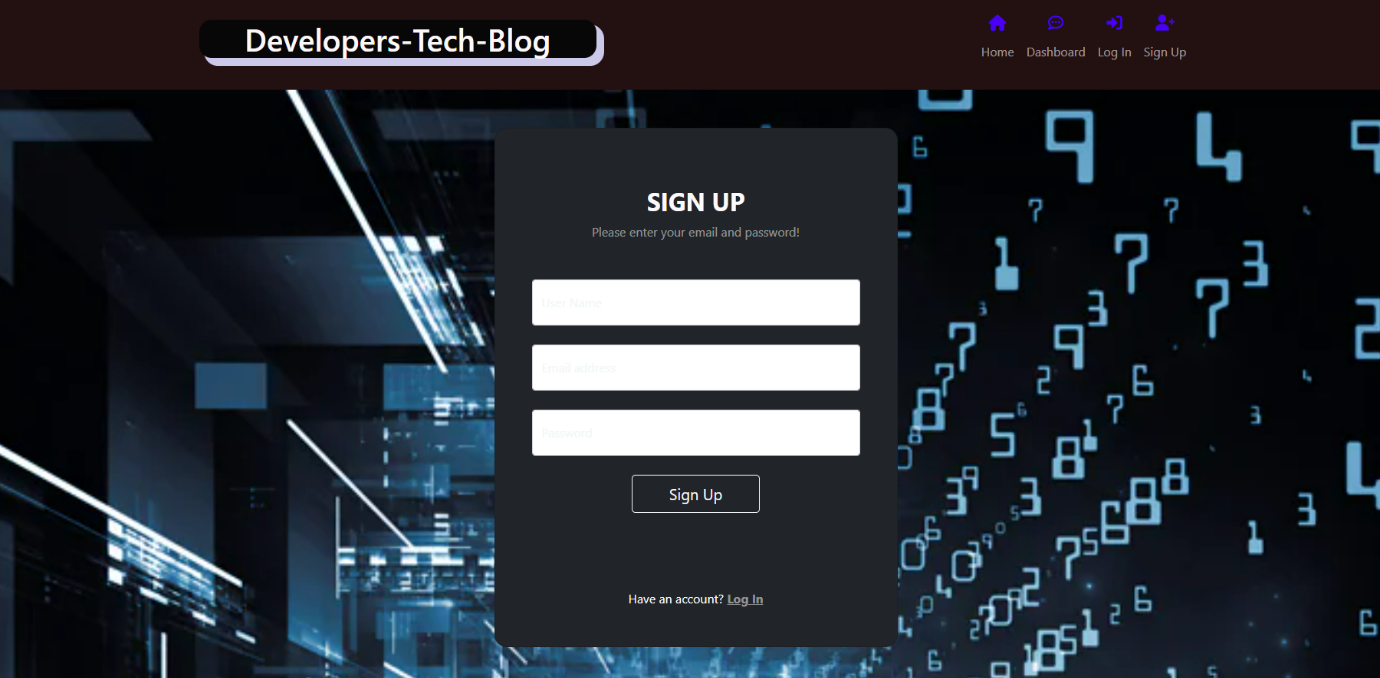 Developers-Tech-Blog
Home Dashboard Log In Sign Up
SIGN UP
Please enter your email and password!
User Name
Email address
Password
Sign Up
Have an account? Log In